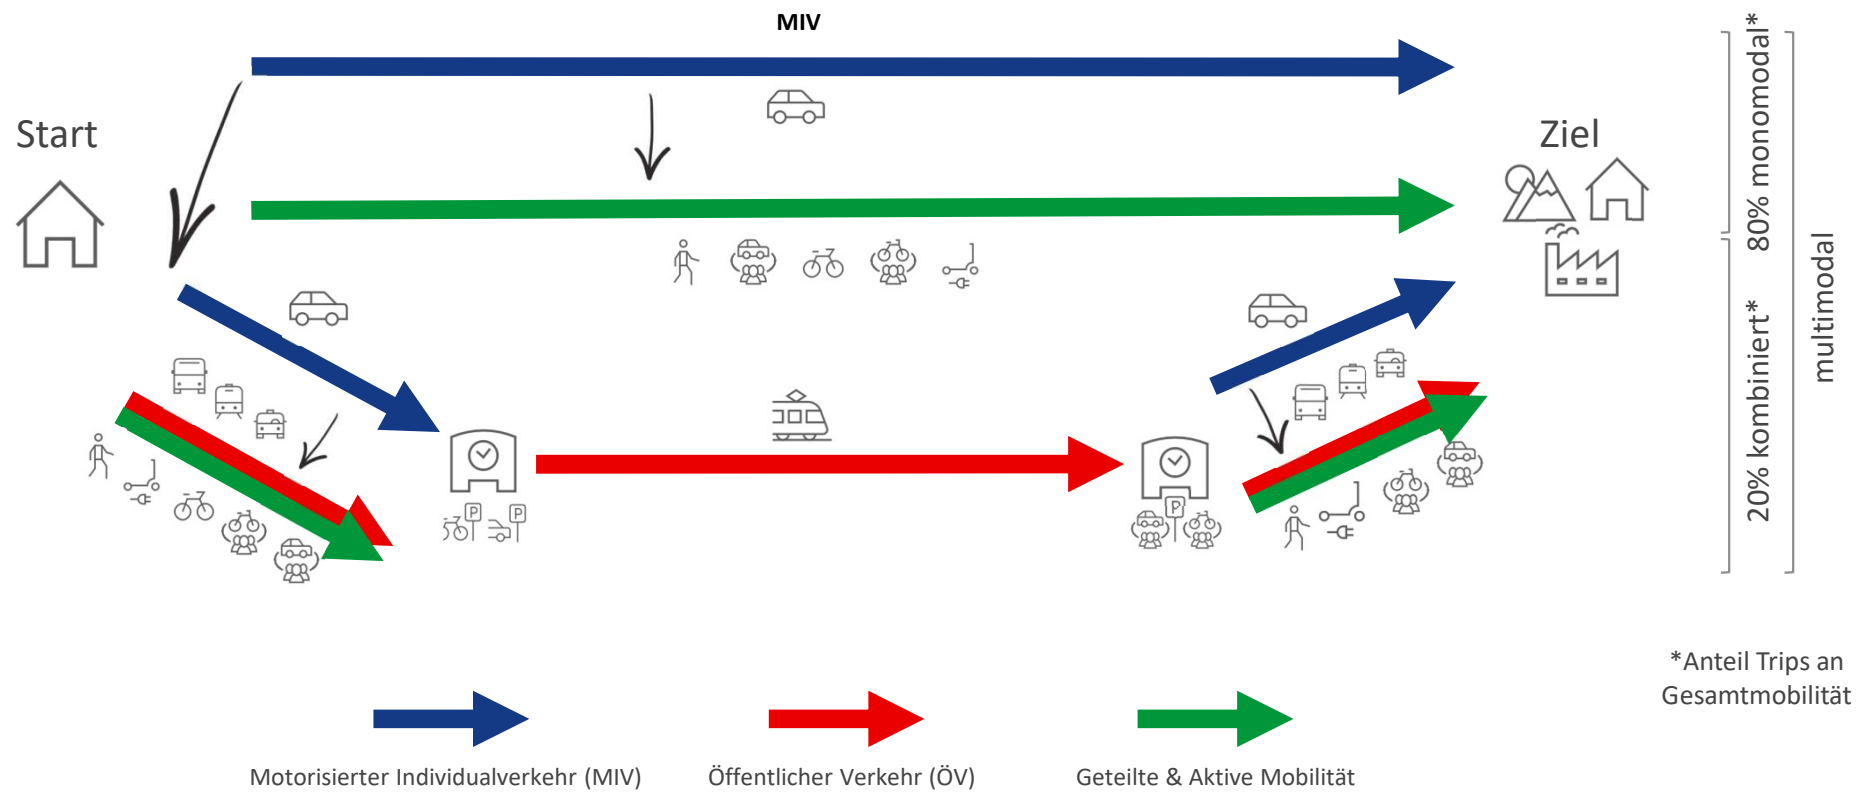 MIV
Start
Ziel
80% monomodal*
20% kombiniert*
multimodal
P
P
P
*Anteil Trips an
Gesamtmobilität
Motorisierter Individualverkehr (MIV)
Öffentlicher Verkehr (ÖV)
Geteilte & Aktive Mobilität